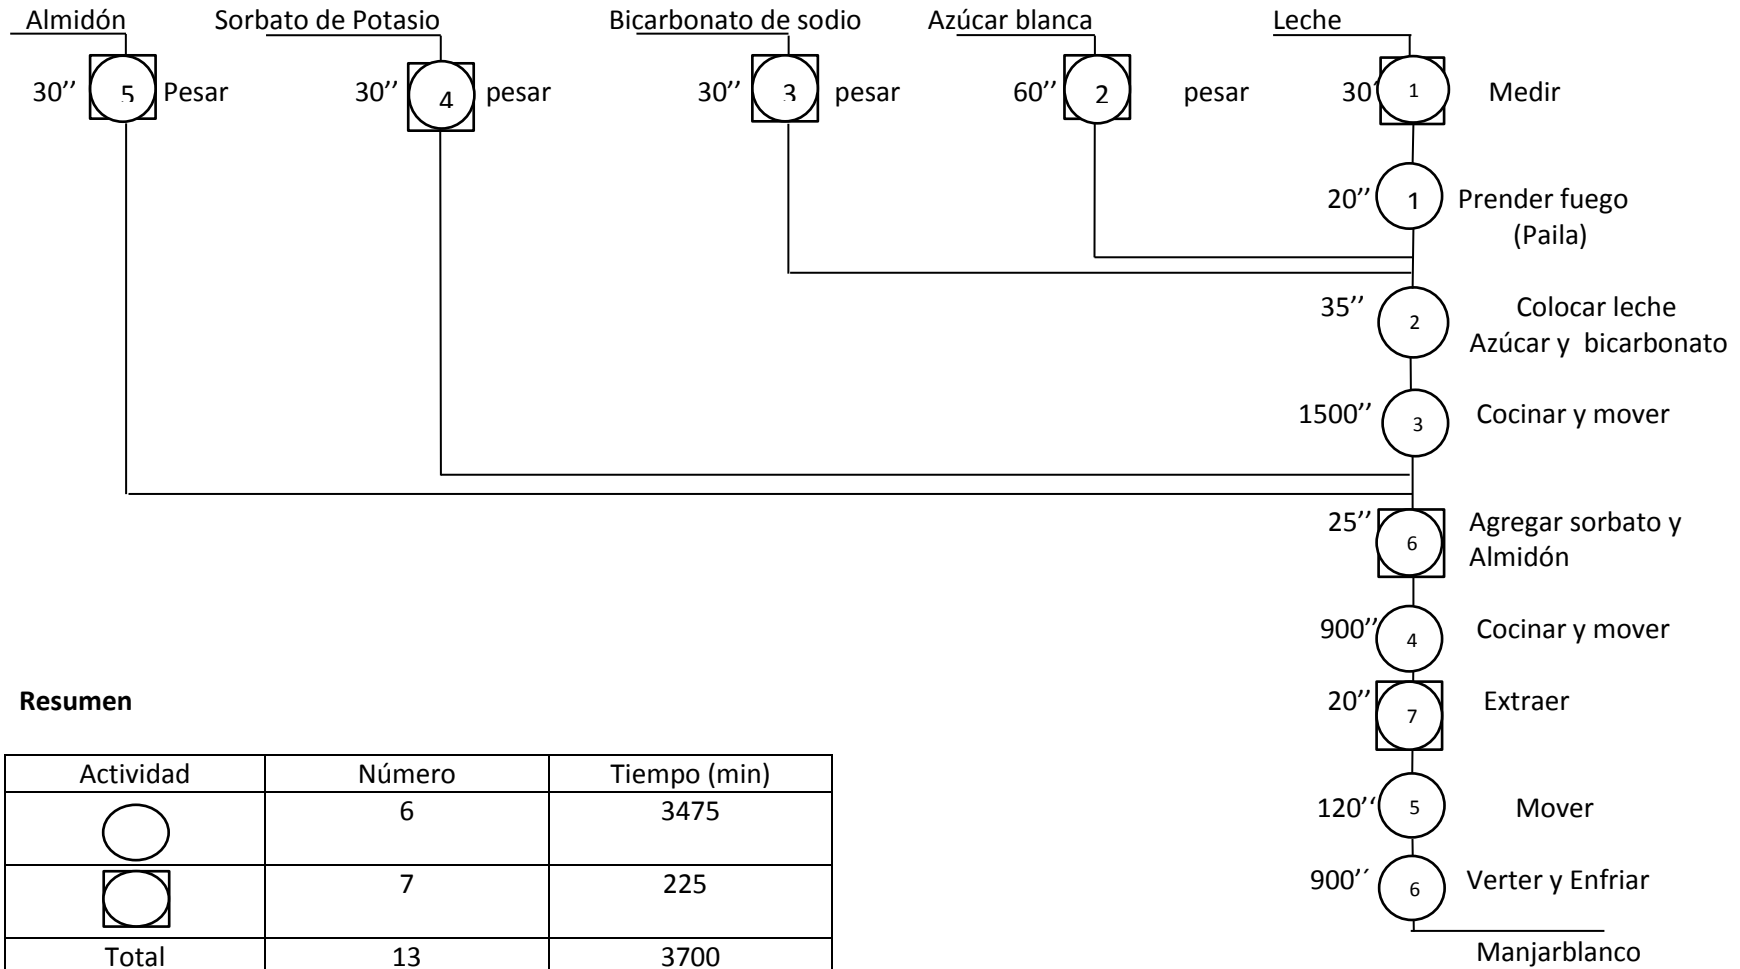 Almidón
Sorbato de Potasio
Bicarbonato de sodio
Azúcar blanca
Leche
30’’ 5 Pesar
30’’ 4 pesar
30’’ 3 pesar
60’’ 2 pesar
30’ 1 Medir
20’’ 1 Prender fuego
(Paila)
35’’ 2 Colocar leche
Azúcar y bicarbonato
1500’’ 3 Cocinar y mover
25’’ 6 Agregar sorbato y
Almidón
900’’ 4 Cocinar y mover
20’’ 7 Extraer
120’’ 5 Mover
900’’ 6 Verter y Enfriar
Manjarblanco
Resumen
Actividad Número Tiempo (min)
6 3475
7 225
Total 13 3700